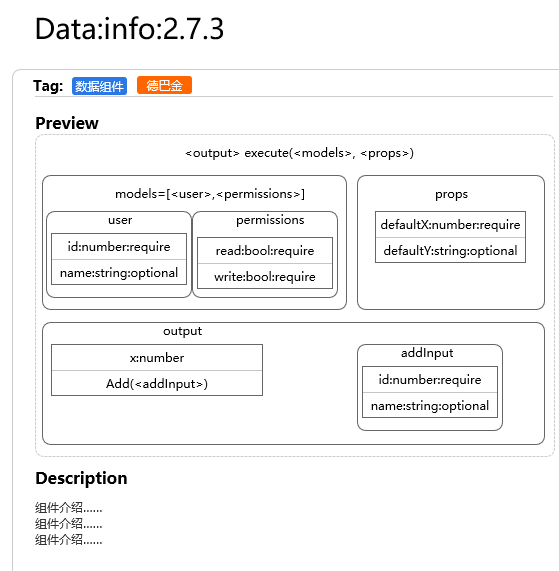 Data:info:2.7.3
Tag: 数据组件 德巴金
Preview
<output> execute(<models>, <props>)
models=[<user>,<permissions>]
user
id:number:require
name:string:optional
permissions
read:bool:require
write:bool:require
props
defaultX:number:require
defaultY:string:optional
output
x:number
Add(<addInput>)
addInput
id:number:require
name:string:optional
Description
组件介绍......
组件介绍......
组件介绍......